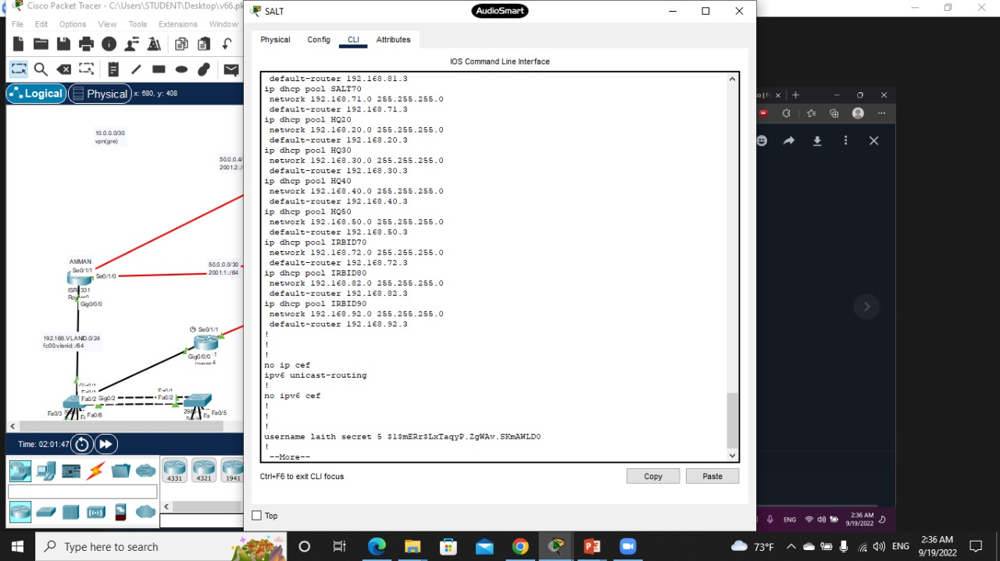 Cisco Packet Tracer - C:\Users\STUDENT\Desktop\v66.pk
File Edit Options View Tools Extensions Window
Logical
Physical
x: 680, y: 408
10.0.0.0/30
vpn(gre)
50.0.0.4/
2001:2::/
AMMAN
Se0/1/1
Se0/1/0
50.0.0.0/30
2001:1::/64
Gig0/0/0
Se0/1/1
192.168.VLAND.0/24
fc00:vlanid::/64
Gig0/0/0
Fa0/2
Gig0/2
Fa0/1
Fa0/2
Fa0/3
Fa0/6
Fa0/5
Time: 02:01:47
4331
4321
1941
SALT
AudioSmart
Physical
Config
CLI
Attributes
IOS Command Line Interface
default-router 192.168.81.3
ip dhcp pool SALT70
network 192.168.71.0 255.255.255.0
default-router 192.168.71.3
ip dhcp pool HQ20
network 192.168.20.0 255.255.255.0
default-router 192.168.20.3
ip dhcp pool HQ30
network 192.168.30.0 255.255.255.0
default-router 192.168.30.3
ip dhcp pool HQ40
network 192.168.40.0 255.255.255.0
default-router 192.168.40.3
ip dhcp pool HQ50
network 192.168.50.0 255.255.255.0
default-router 192.168.50.3
ip dhcp pool IRBID70
network 192.168.72.0 255.255.255.0
default-router 192.168.72.3
ip dhcp pool IRBID80
network 192.168.82.0 255.255.255.0
default-router 192.168.82.3
ip dhcp pool IRBID90
network 192.168.92.0 255.255.255.0
default-router 192.168.92.3
!
!
!
no ip cef
ipv6 unicast-routing
!
no ipv6 cef
!
!
!
username laith secret 5 $1$mERr$LxTaqyP.ZgWAv.SKmAWLD0
!
--More--
Ctrl+F6 to exit CLI focus
Copy
Paste
Top
ENG
2:36 AM
9/19/2022
Type here to search
73°F
ENG
2:36 AM
9/19/2022